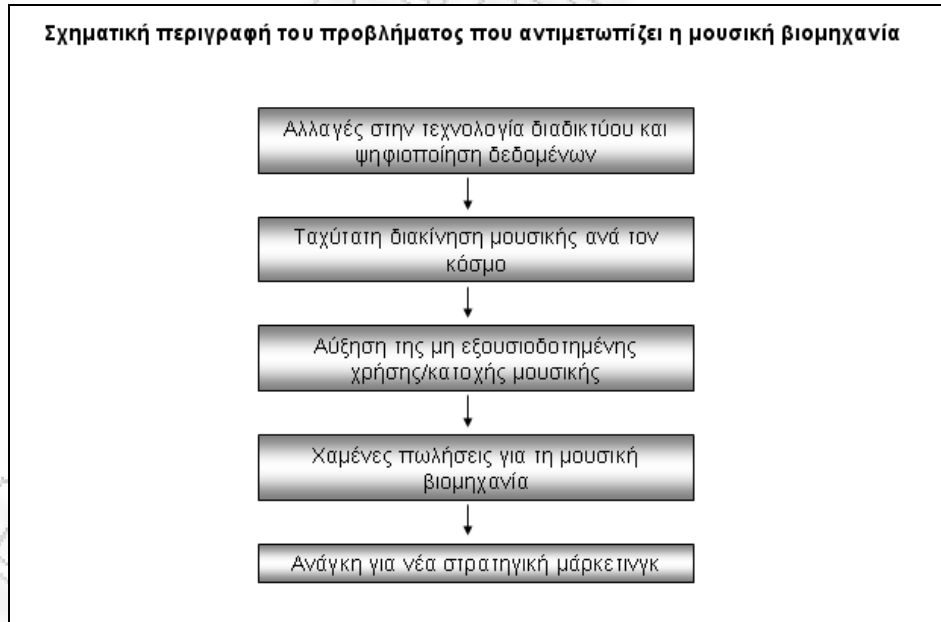 Σχηματική περιγραφή του προβλήματος που αντιμετωπίζει η μουσική βιομηχανία
Αλλαγές στην τεχνολογία διαδικτύου και
ψηφιοποίηση δεδομένων
Ταχύτατη διακίνηση μουσικής ανά τον
κόσμο
Αύξηση της μη εξουσιοδοτημένης
χρήσης/κατοχής μουσικής
Χαμένες πωλήσεις για τη μουσική
βιομηχανία
Ανάγκη για νέα στρατηγική μάρκετινγκ